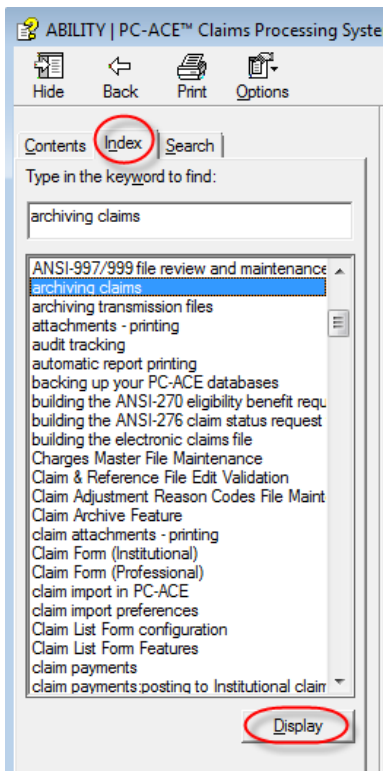 ABILITY | PC-ACE™ Claims Processing Syste
Hide Back Print Options
Contents Index Search
Type in the keyword to find:
archiving claims
ANSI-997/999 file review and maintenance
archiving claims
archiving transmission files
attachments - printing
audit tracking
automatic report printing
backing up your PC-ACE databases
building the ANSI-270 eligibility benefit requ
building the ANSI-276 claim status request
building the electronic claims file
Charges Master File Maintenance
Claim & Reference File Edit Validation
Claim Adjustment Reason Codes File Maint
Claim Archive Feature
claim attachments - printing
Claim Form (Institutional)
Claim Form (Professional)
claim import in PC-ACE
claim import preferences
Claim List Form configuration
Claim List Form Features
claim payments
claim payments:posting to Institutional claim
Display